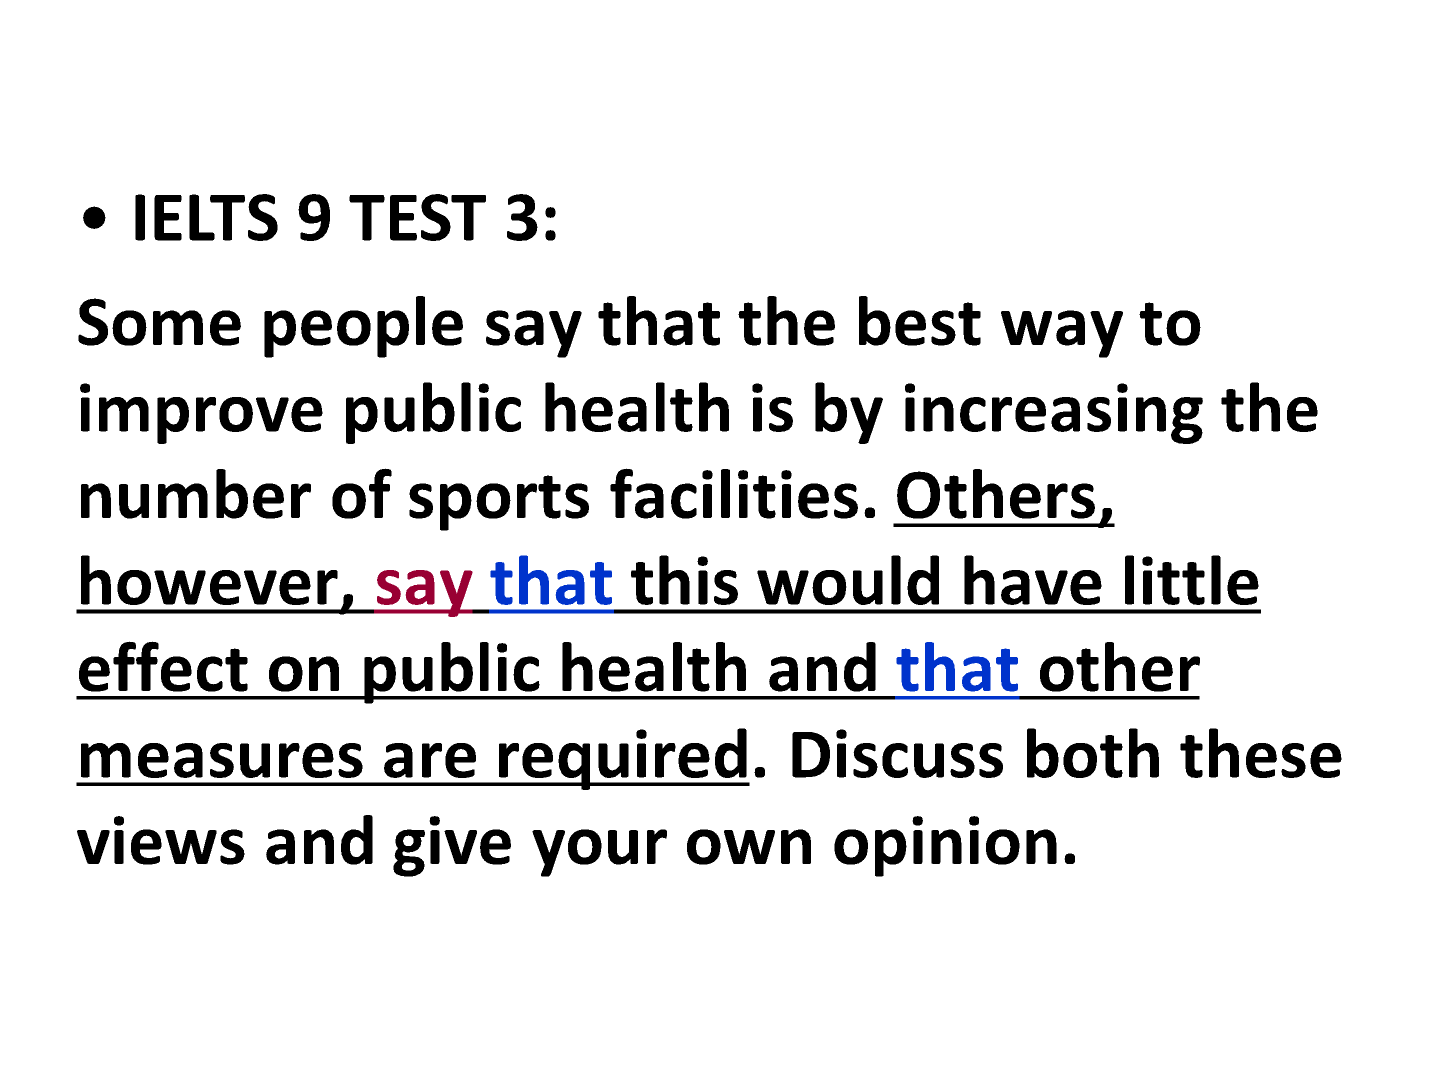 • IELTS 9 TEST 3:
Some people say that the best way to
improve public health is by increasing the
number of sports facilities. Others,
however, say that this would have little
effect on public health and that other
measures are required. Discuss both these
views and give your own opinion.